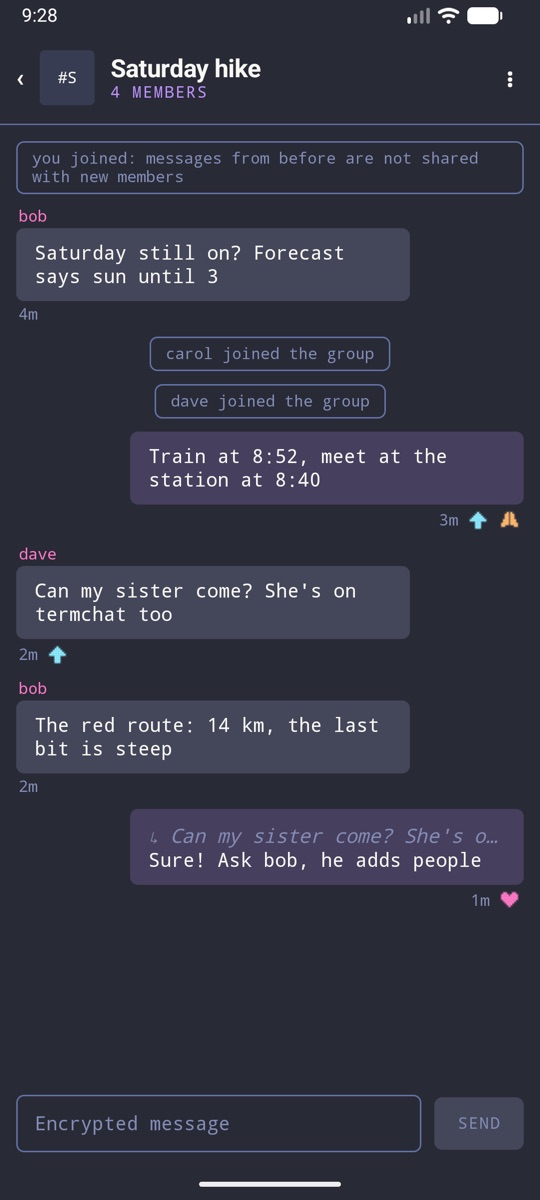 9:28
‹
#S
Saturday hike
4 MEMBERS
you joined: messages from before are not shared
with new members
bob
Saturday still on? Forecast
says sun until 3
4m
carol joined the group
dave joined the group
Train at 8:52, meet at the
station at 8:40
3m
dave
Can my sister come? She's on
termchat too
2m
bob
The red route: 14 km, the last
bit is steep
2m
↳ Can my sister come? She's o…
Sure! Ask bob, he adds people
1m
Encrypted message
SEND